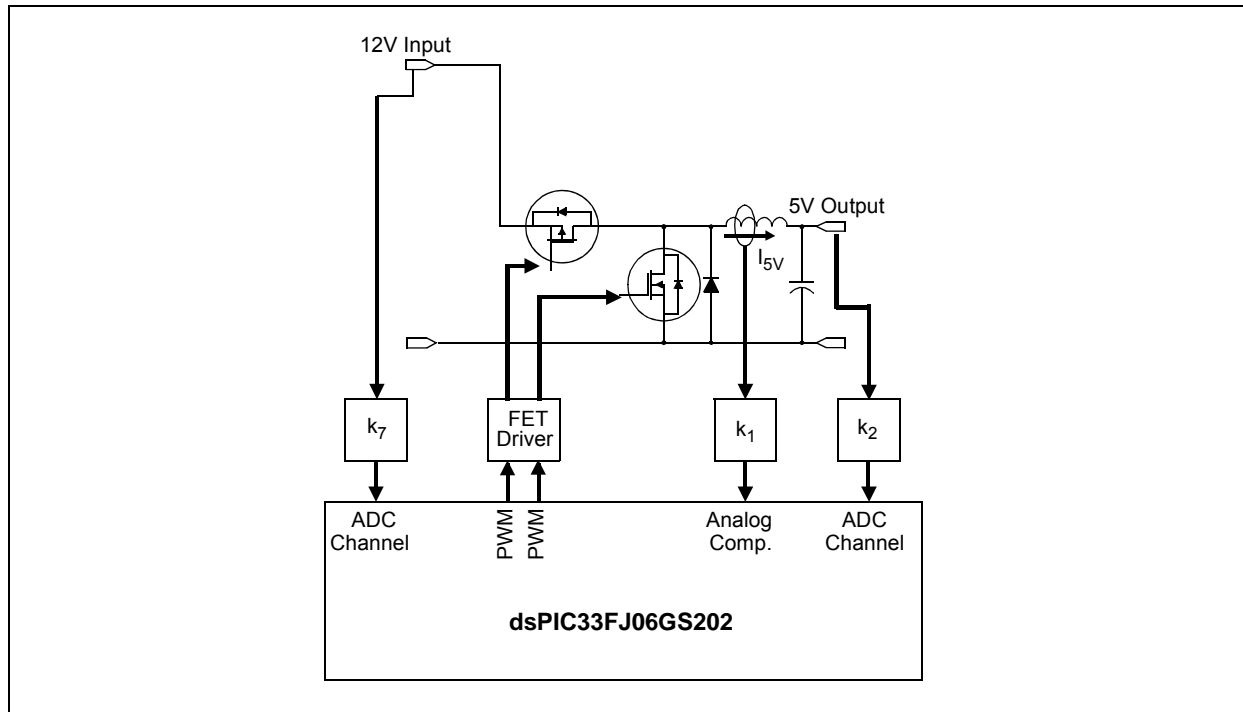 12V Input
5V Output
I5V
k7
FET
Driver
k1
k2
ADC
Channel
PWM
PWM
Analog
Comp.
ADC
Channel
dsPIC33FJ06GS202